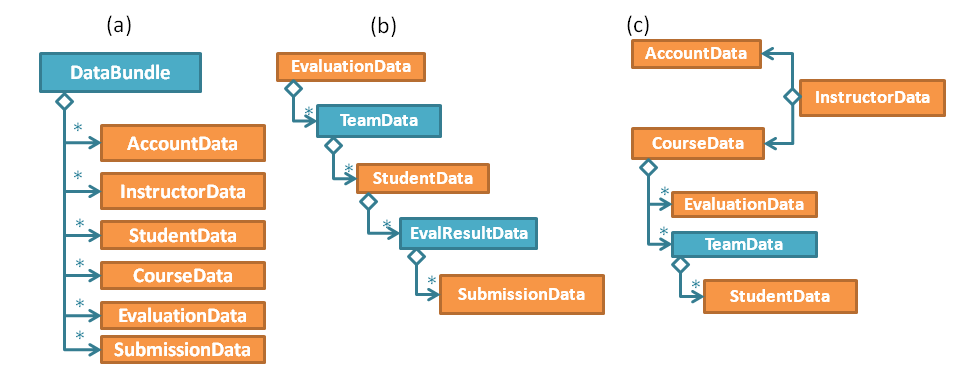 (a)
DataBundle
*
AccountData
*
InstructorData
*
StudentData
*
CourseData
*
EvaluationData
*
SubmissionData
(b)
EvaluationData
*
TeamData
*
StudentData
*
EvalResultData
*
SubmissionData
(c)
AccountData
InstructorData
CourseData
*
EvaluationData
*
TeamData
*
StudentData